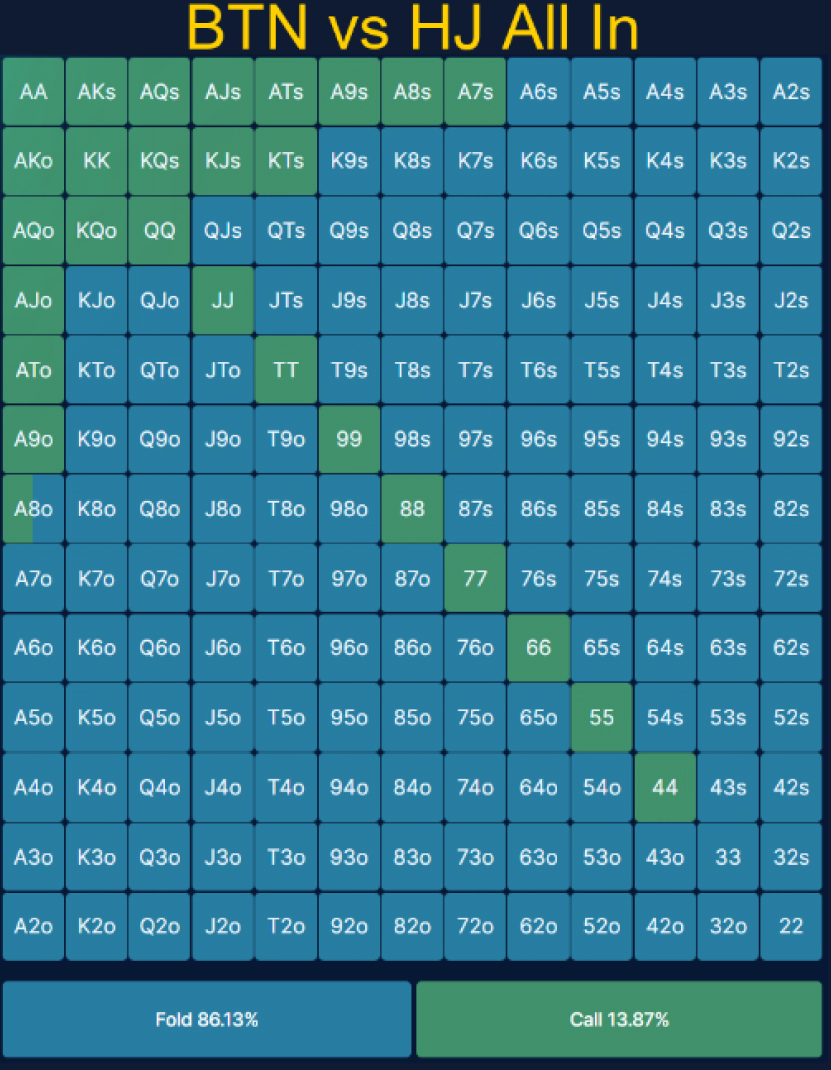 BTN vs HJ All In
AA AKs AQs AJs ATs A9s A8s A7s A6s A5s A4s A3s A2s
AKo KK KQs KJs KTs K9s K8s K7s K6s K5s K4s K3s K2s
AQo KQo QQ QJs QTs Q9s Q8s Q7s Q6s Q5s Q4s Q3s Q2s
AJo KJo QJo JJ JTs J9s J8s J7s J6s J5s J4s J3s J2s
ATo KTo QTo JTo TT T9s T8s T7s T6s T5s T4s T3s T2s
A9o K9o Q9o J9o T9o 99 98s 97s 96s 95s 94s 93s 92s
A8o K8o Q8o J8o T8o 98o 88 87s 86s 85s 84s 83s 82s
A7o K7o Q7o J7o T7o 97o 87o 77 76s 75s 74s 73s 72s
A6o K6o Q6o J6o T6o 96o 86o 76o 66 65s 64s 63s 62s
A5o K5o Q5o J5o T5o 95o 85o 75o 65o 55 54s 53s 52s
A4o K4o Q4o J4o T4o 94o 84o 74o 64o 54o 44 43s 42s
A3o K3o Q3o J3o T3o 93o 83o 73o 63o 53o 43o 33 32s
A2o K2o Q2o J2o T2o 92o 82o 72o 62o 52o 42o 32o 22
Fold 86.13% Call 13.87%